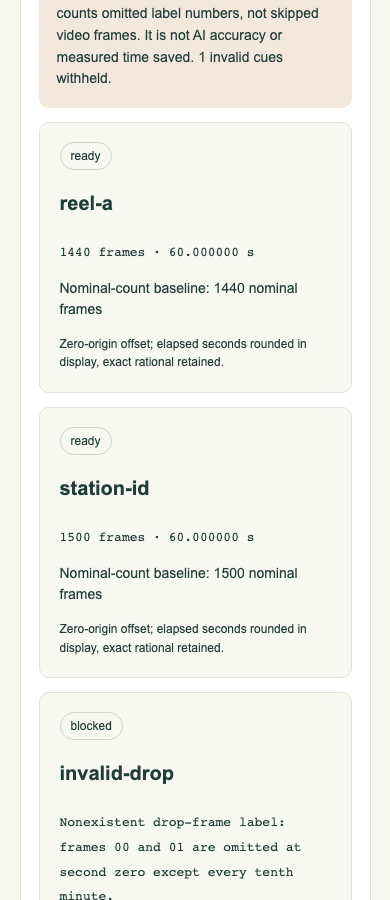 counts omitted label numbers, not skipped
video frames. It is not AI accuracy or
measured time saved. 1 invalid cues
withheld.
ready
reel-a
1440 frames · 60.000000 s
Nominal-count baseline: 1440 nominal
frames
Zero-origin offset; elapsed seconds rounded in
display, exact rational retained.
ready
station-id
1500 frames · 60.000000 s
Nominal-count baseline: 1500 nominal
frames
Zero-origin offset; elapsed seconds rounded in
display, exact rational retained.
blocked
invalid-drop
Nonexistent drop-frame label:
frames 00 and 01 are omitted at
second zero except every tenth
minute.